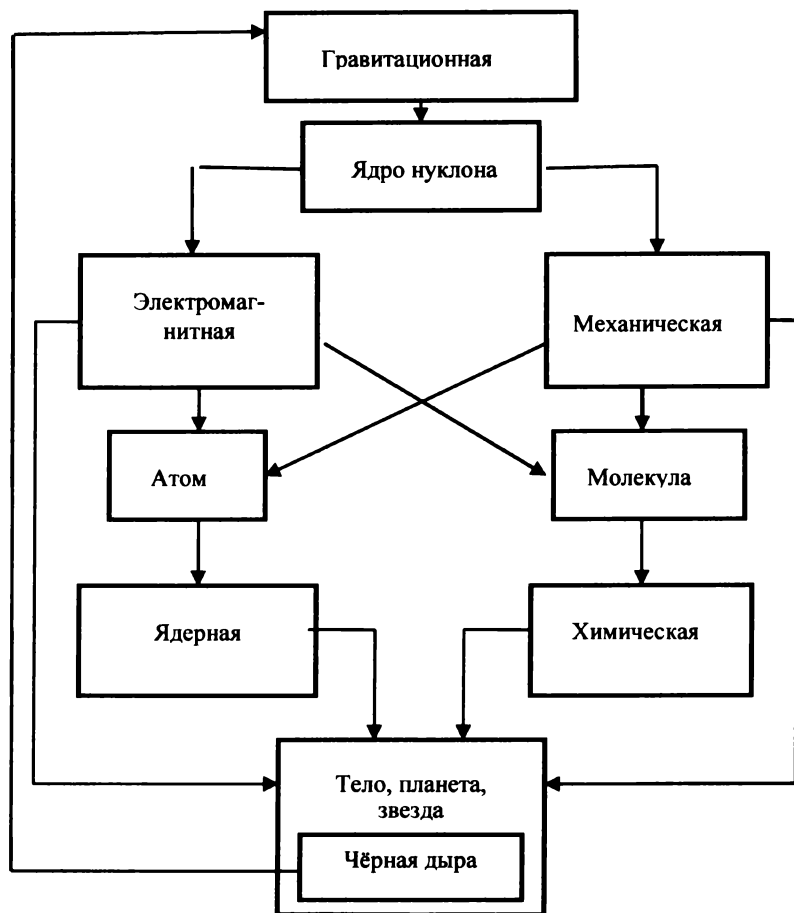 Гравитационная
Ядро нуклона
Электромаг-
нитная
Механическая
Атом
Молекула
Ядерная
Химическая
Тело, планета,
звезда
Чёрная дыра